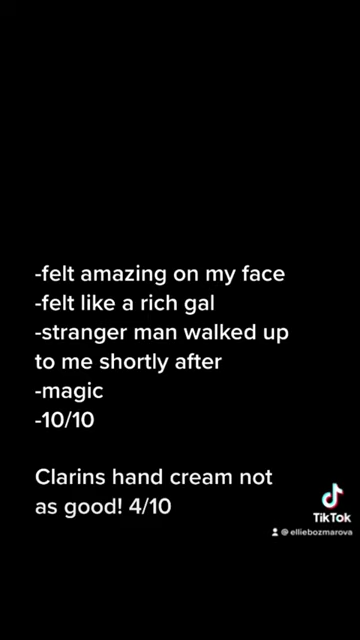 -felt amazing on my face
-felt like a rich gal
-stranger man walked up
to me shortly after
-magic
-10/10
Clarins hand cream not
as good! 4/10
TikTok
@elliebozmarova